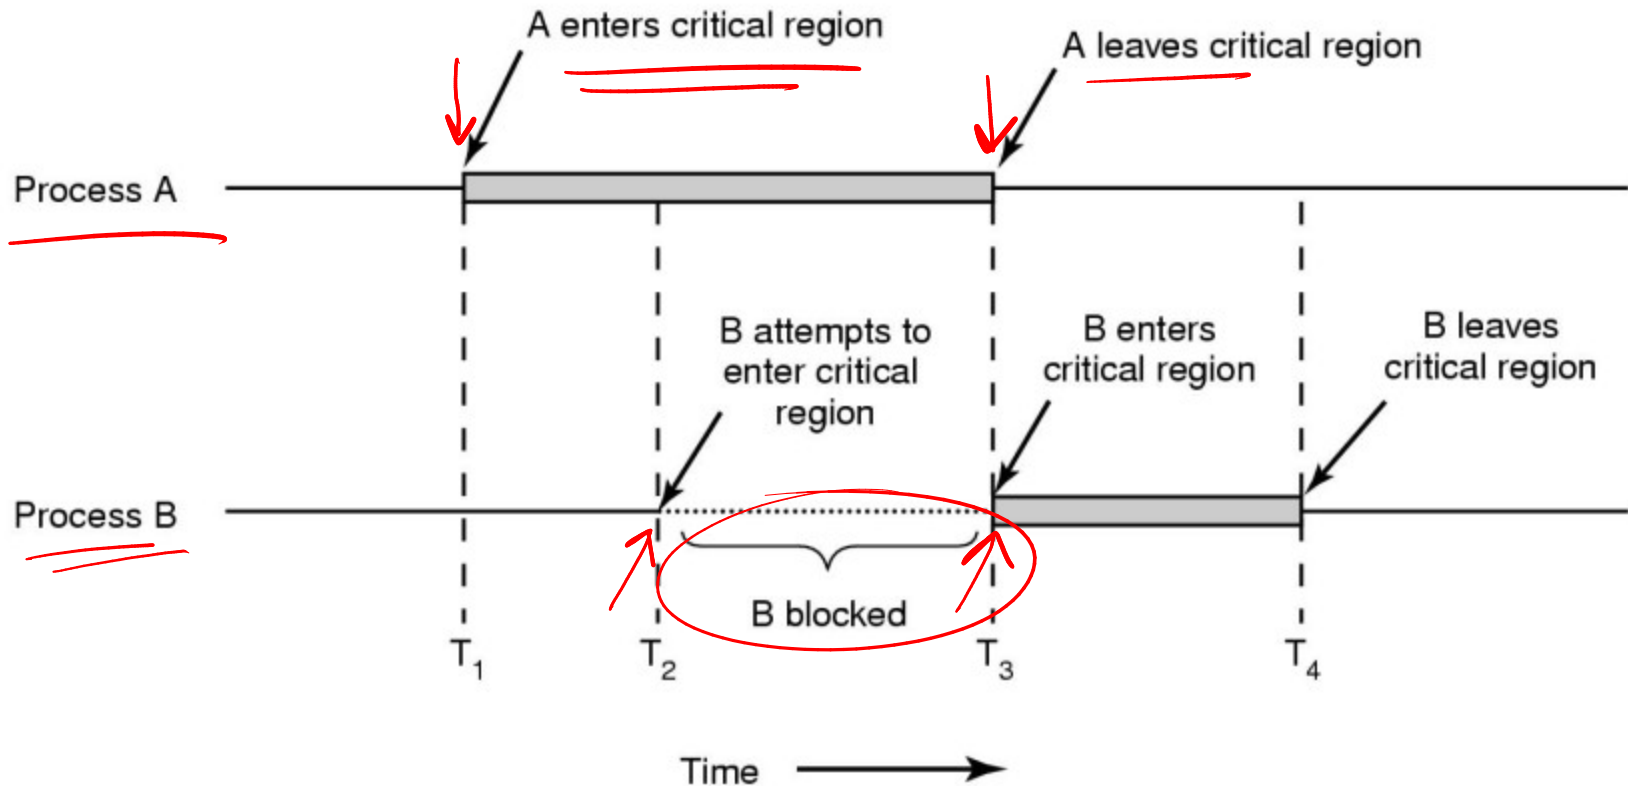 A enters critical region
A leaves critical region
Process A
B attempts to
enter critical
region
B enters
critical region
B leaves
critical region
Process B
B blocked
T1
T2
T3
T4
Time